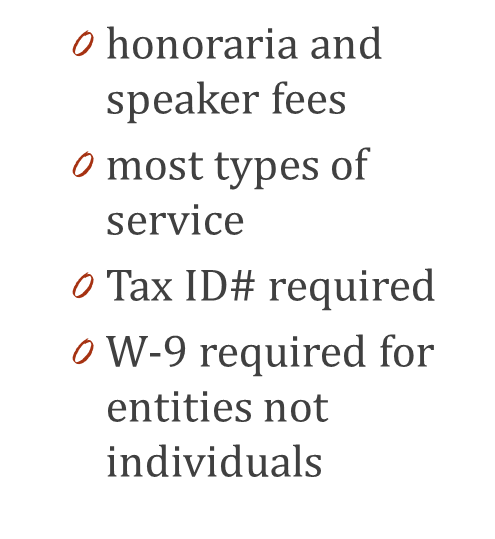 honoraria and
speaker fees
most types of
service
Tax ID# required
W-9 required for
entities not
individuals